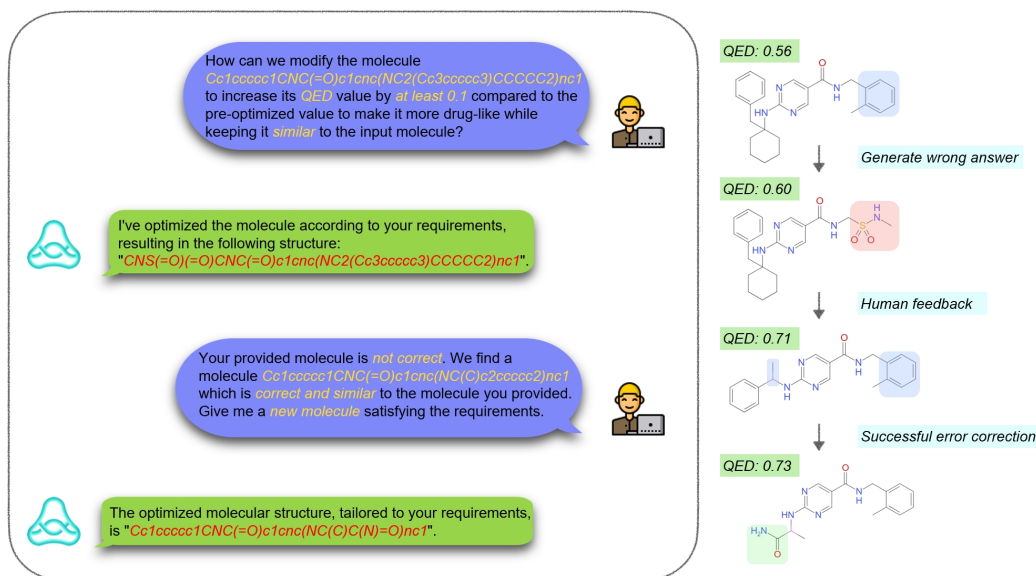 How can we modify the molecule
Cc1ccccc1CNC(=O)c1cnc(NC2(Cc3ccccc3)CCCCC2)nc1
to increase its QED value by at least 0.1 compared to the
pre-optimized value to make it more drug-like while
keeping it similar to the input molecule?
I've optimized the molecule according to your requirements,
resulting in the following structure:
"CNS(=O)(=O)CNC(=O)c1cnc(NC2(Cc3ccccc3)CCCCC2)nc1".
Your provided molecule is not correct. We find a
molecule Cc1ccccc1CNC(=O)c1cnc(NC(C)c2ccccc2)nc1
which is correct and similar to the molecule you provided.
Give me a new molecule satisfying the requirements.
The optimized molecular structure, tailored to your requirements,
is "Cc1ccccc1CNC(=O)c1cnc(NC(C)C(N)=O)nc1".
QED: 0.56
O
N
N
H
HN
N
Generate wrong answer
QED: 0.60
O
H
N
N
S
N
H
O
O
HN
N
Human feedback
QED: 0.71
O
N
N
H
N
N
H
Successful error correction
QED: 0.73
O
N
N
H
HN
N
H₂N
O